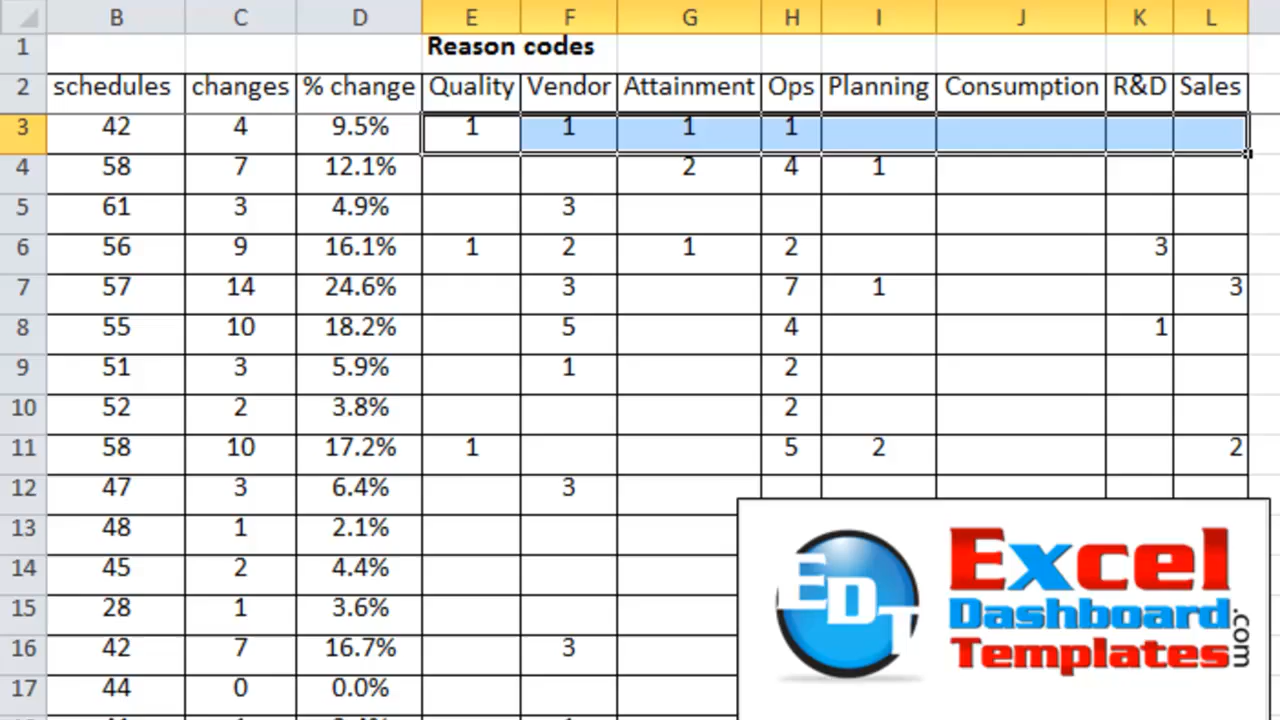 B C D E F G H I J K L
1 Reason codes
2 schedules changes % change Quality Vendor Attainment Ops Planning Consumption R&D Sales
3 42 4 9.5% 1 1 1 1
4 58 7 12.1% 2 4 1
5 61 3 4.9% 3
6 56 9 16.1% 1 2 1 2 3
7 57 14 24.6% 3 7 1 3
8 55 10 18.2% 5 4 1
9 51 3 5.9% 1 2
10 52 2 3.8% 2
11 58 10 17.2% 1 5 2 2
12 47 3 6.4% 3
13 48 1 2.1%
14 45 2 4.4%
15 28 1 3.6%
16 42 7 16.7% 3
17 44 0 0.0%
EDT
Excel
Dashboard
Templates
.com